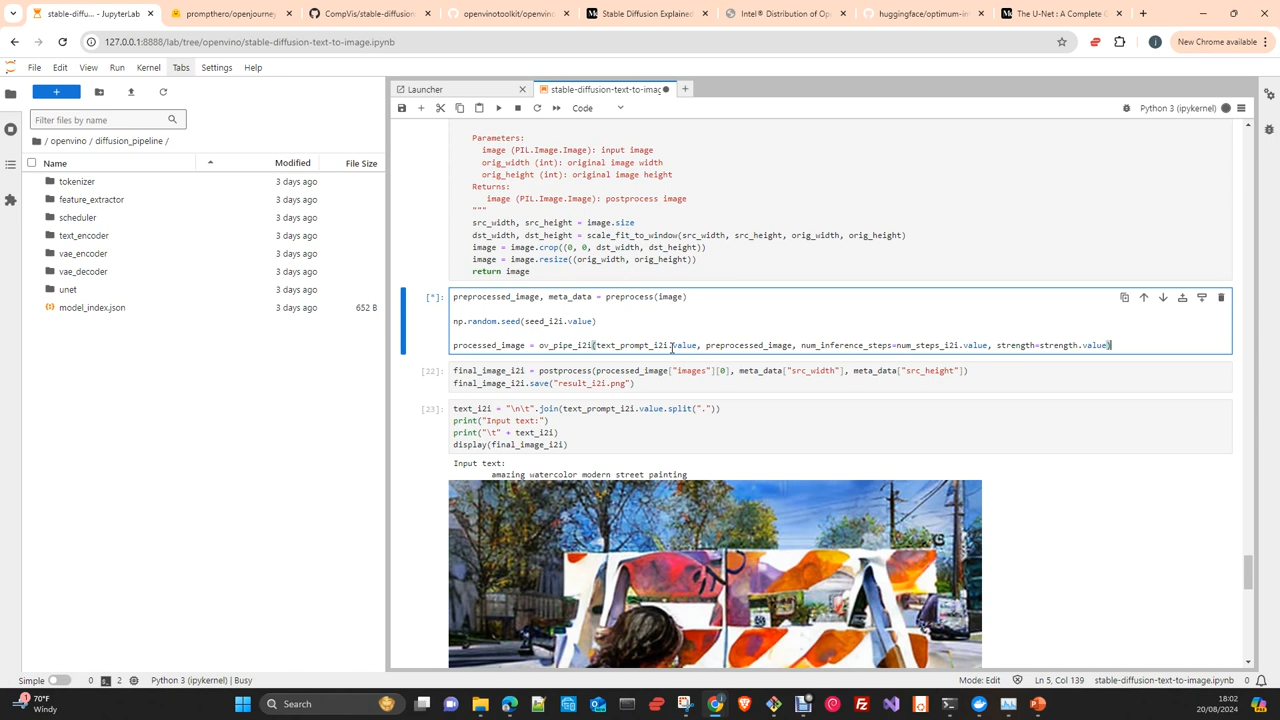 stable-diffu... - JupyterLab
prompthero/openjourney
CompVis/stable-diffusion
openvinotoolkit/openvino
Stable Diffusion Explained
Intel® Distribution of Op
huggingface/optimum-in
The U-Net : A Complete G
127.0.0.1:8888/lab/tree/openvino/stable-diffusion-text-to-image.ipynb
New Chrome available
File Edit View Run Kernel Tabs Settings Help
Launcher
stable-diffusion-text-to-imag
Code
Python 3 (ipykernel)
Filter files by name
/ openvino / diffusion_pipeline /
Name Modified File Size
tokenizer 3 days ago
feature_extractor 3 days ago
scheduler 3 days ago
text_encoder 3 days ago
vae_encoder 3 days ago
vae_decoder 3 days ago
unet 3 days ago
model_index.json 3 days ago 652 B
Parameters:
image (PIL.Image.Image): input image
orig_width (int): original image width
orig_height (int): original image height
Returns:
image (PIL.Image.Image): postprocess image
"""
src_width, src_height = image.size
dst_width, dst_height = scale_fit_to_window(src_width, src_height, orig_width, orig_height)
image = image.crop((0, 0, dst_width, dst_height))
image = image.resize((orig_width, orig_height))
return image
[*]: preprocessed_image, meta_data = preprocess(image)
np.random.seed(seed_i2i.value)
processed_image = ov_pipe_i2i(text_prompt_i2i.value, preprocessed_image, num_inference_steps=num_steps_i2i.value, strength=strength.value)
[22]: final_image_i2i = postprocess(processed_image["images"][0], meta_data["src_width"], meta_data["src_height"])
final_image_i2i.save("result_i2i.png")
[23]: text_i2i = "\n\t".join(text_prompt_i2i.value.split("."))
print("Input text:")
print("\t" + text_i2i)
display(final_image_i2i)
Input text:
amazing watercolor modern street painting
Simple 0 2 Python 3 (ipykernel) | Busy
Mode: Edit Ln 5, Col 139 stable-diffusion-text-to-image.ipynb 0
1 70°F
Windy
Search
18:02
20/08/2024